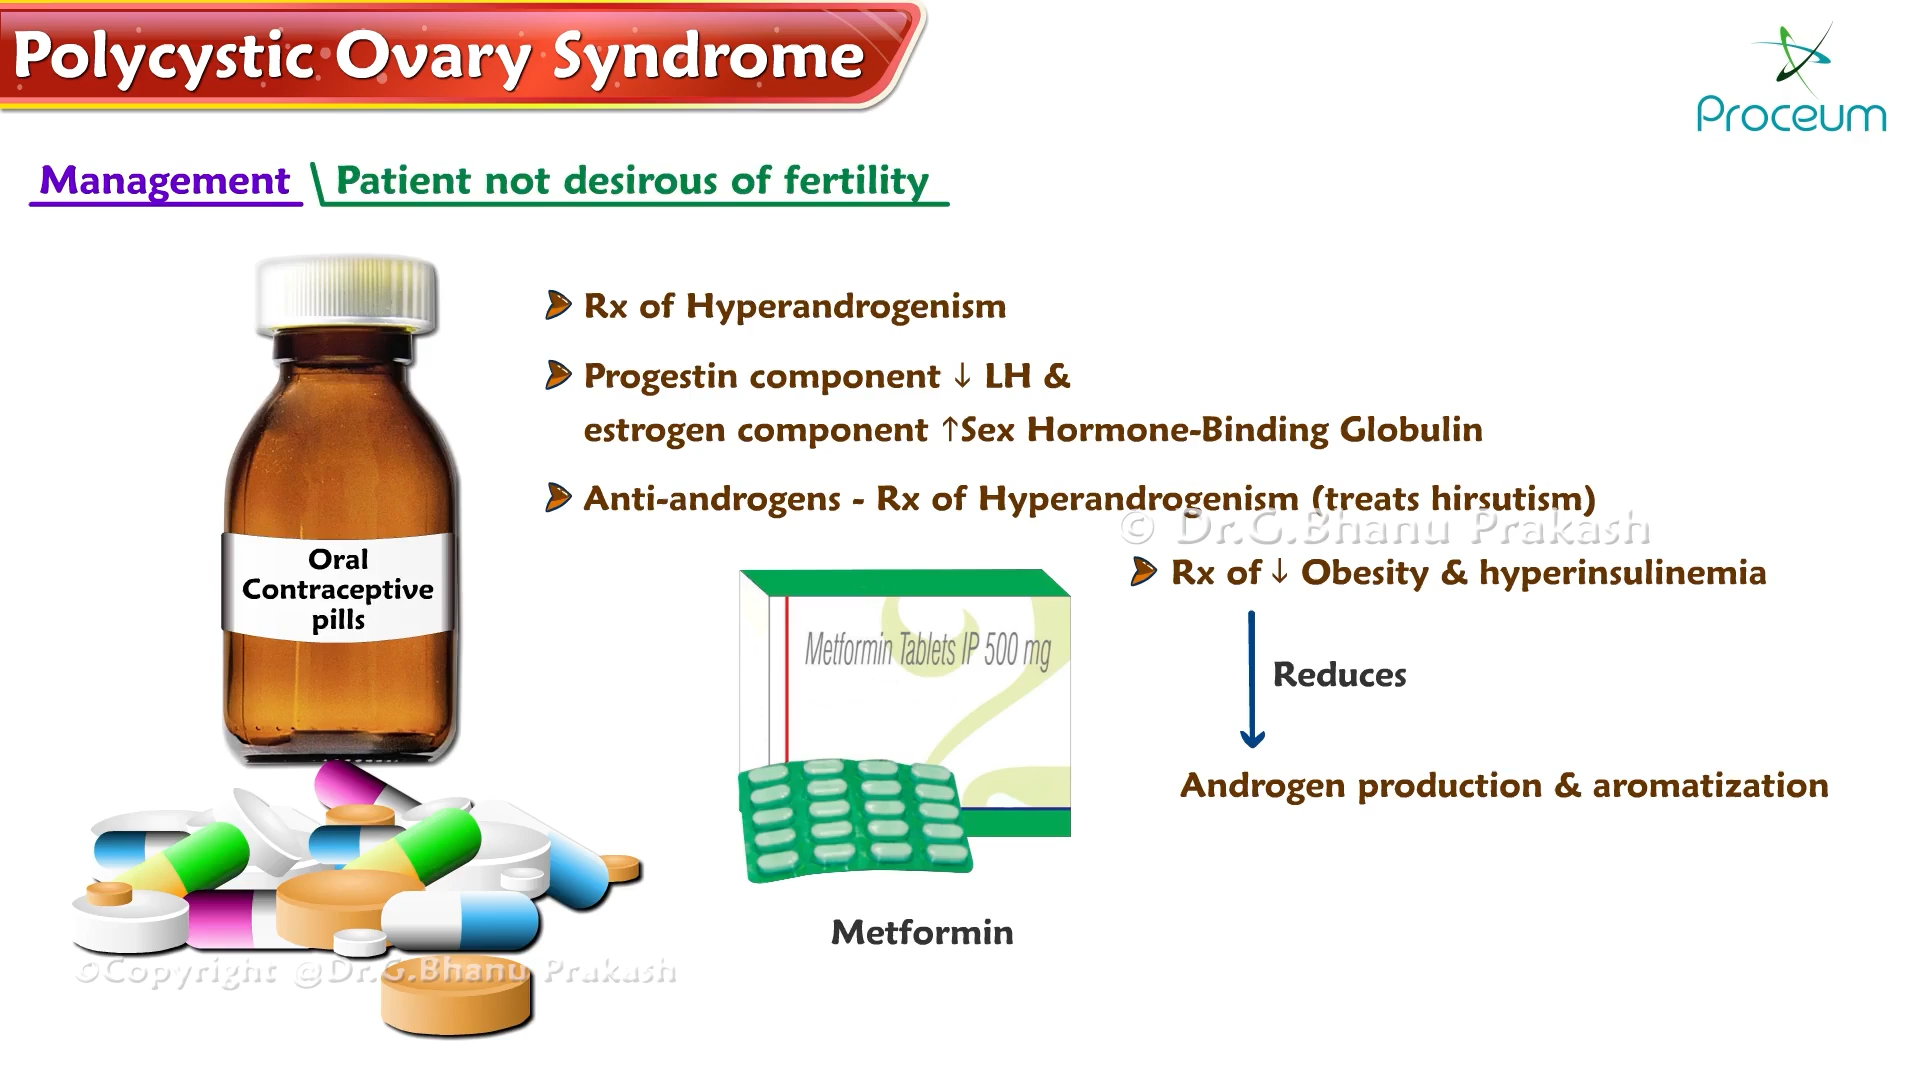 Polycystic Ovary Syndrome
Proceum
Management \ Patient not desirous of fertility
Rx of Hyperandrogenism
Progestin component ↓ LH &
estrogen component ↑Sex Hormone-Binding Globulin
Anti-androgens - Rx of Hyperandrogenism (treats hirsutism)
© Dr.G.Bhanu Prakash
Oral
Contraceptive
pills
Rx of ↓ Obesity & hyperinsulinemia
Metformin Tablets IP 500 mg
Reduces
Androgen production & aromatization
Metformin
©Copyright @Dr.G.Bhanu Prakash